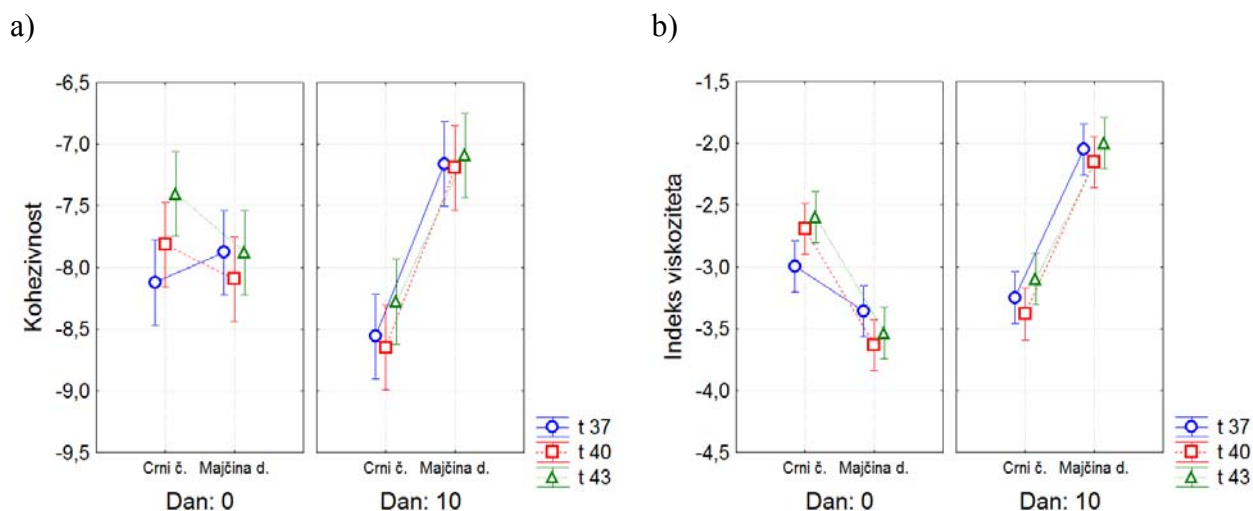 a)
Kohezivnost
-6,5
-7,0
-7,5
-8,0
-8,5
-9,0
-9,5
Crni č. Majčina d.
Dan: 0
Crni č. Majčina d.
Dan: 10
t 37
t 40
t 43
b)
Indeks viskoziteta
-1,5
-2,0
-2,5
-3,0
-3,5
-4,0
-4,5
Crni č. Majčina d.
Dan: 0
Crni č. Majčina d.
Dan: 10
t 37
t 40
t 43